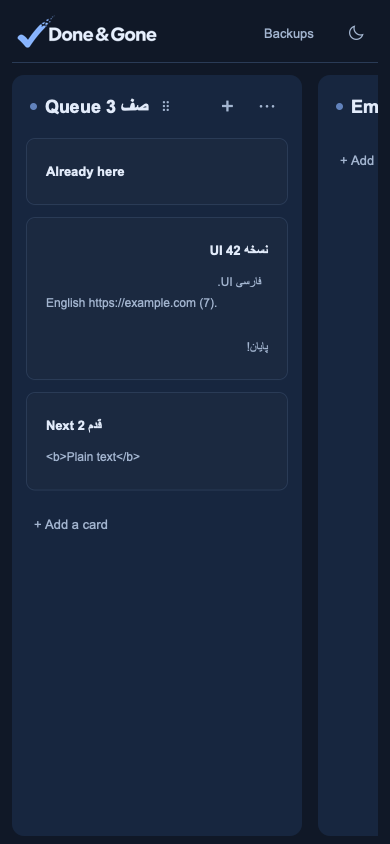 Done & Gone
Backups
Queue 3 صف
Em
+ Add
Already here
نسخه UI 42
فارسی UI.
English https://example.com (7).
پایان!
Next 2 قدم
<b>Plain text</b>
+ Add a card